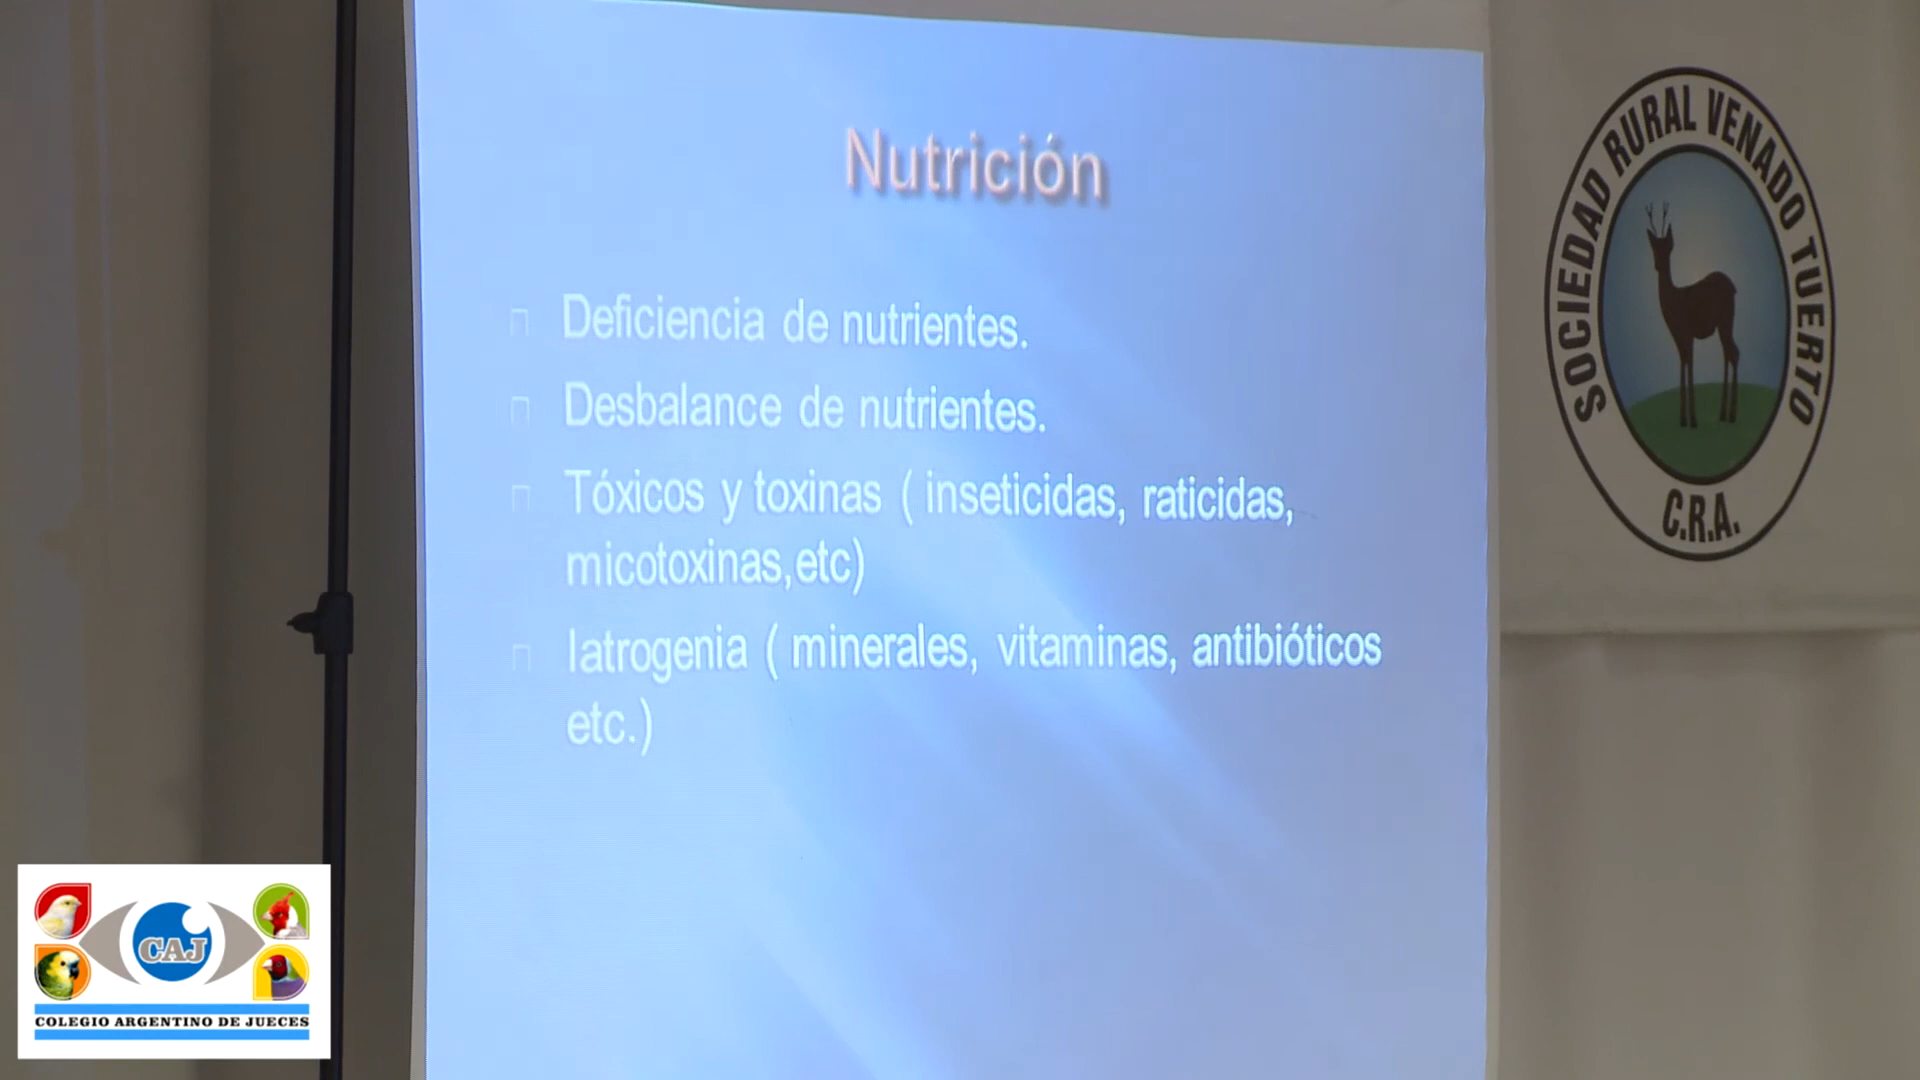 Nutrición
Deficiencia de nutrientes.
Desbalance de nutrientes.
Tóxicos y toxinas ( inseticidas, raticidas,
micotoxinas,etc)
Iatrogenia ( minerales, vitaminas, antibióticos
etc.)
SOCIEDAD RURAL VENADO TUERTO
C.R.A.
CAJ
COLEGIO ARGENTINO DE JUECES